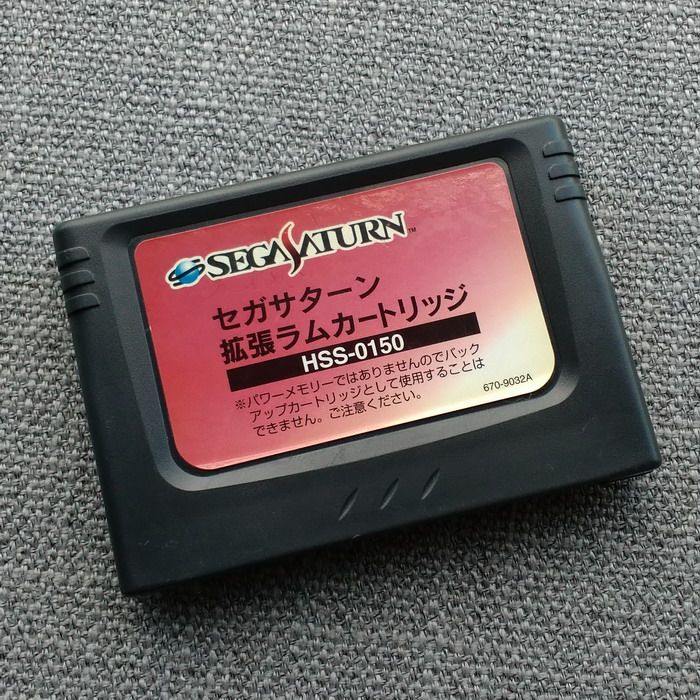 SEGA SATURN™
セガサターン
拡張ラムカートリッジ
HSS-0150
※パワーメモリーではありませんのでバック
アップカートリッジとして使用することは
できません。ご注意ください。
670-9032A